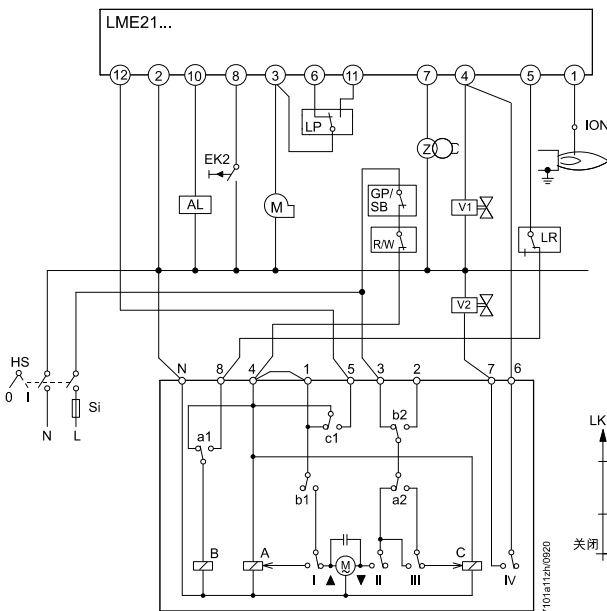 LME21...
12 2 10 8 3 6 11 7 4 5 1
LP
ION
EK2
Z
GP/
SB
AL
M
V1
R/W
LR
V2
HS
0 I
Si
N L
N 8 4 1 5 3 2 7 6
LK
c1
b2
a1
b1
a2
关闭
B A M C
I II III IV
7101a11zh/0920